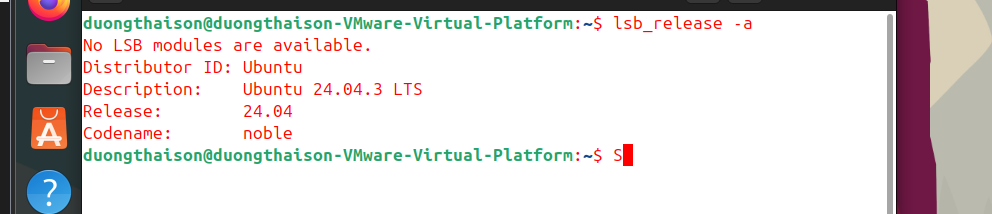 duongthaison@duongthaison-VMware-Virtual-Platform:~$ lsb_release -a
No LSB modules are available.
Distributor ID: Ubuntu
Description:    Ubuntu 24.04.3 LTS
Release:        24.04
Codename:       noble
duongthaison@duongthaison-VMware-Virtual-Platform:~$ S